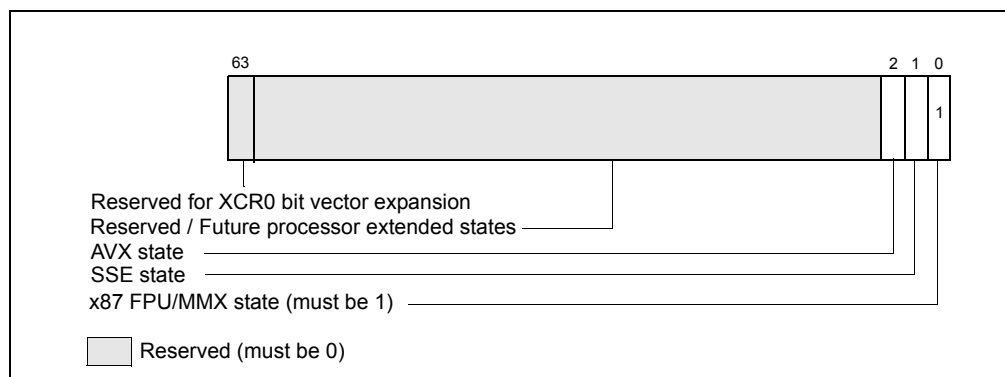 63 2 1 0
1
Reserved for XCR0 bit vector expansion
Reserved / Future processor extended states
AVX state
SSE state
x87 FPU/MMX state (must be 1)
Reserved (must be 0)